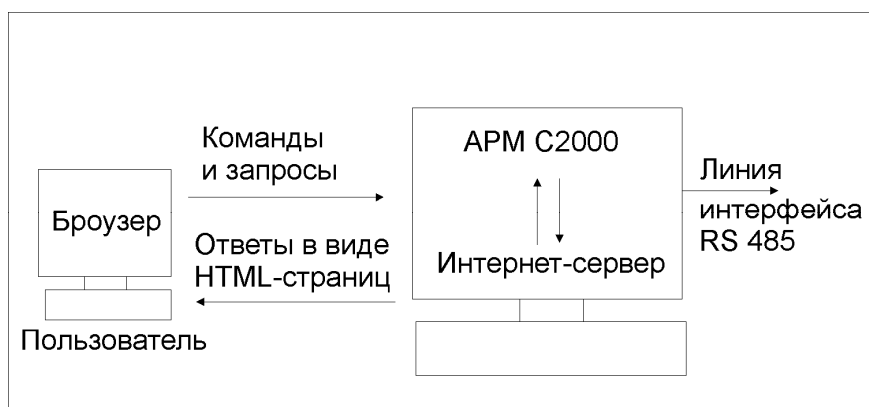 Броузер
Пользователь
Команды
и запросы
Ответы в виде
HTML-страниц
АРМ С2000
Интернет-сервер
Линия
интерфейса
RS 485